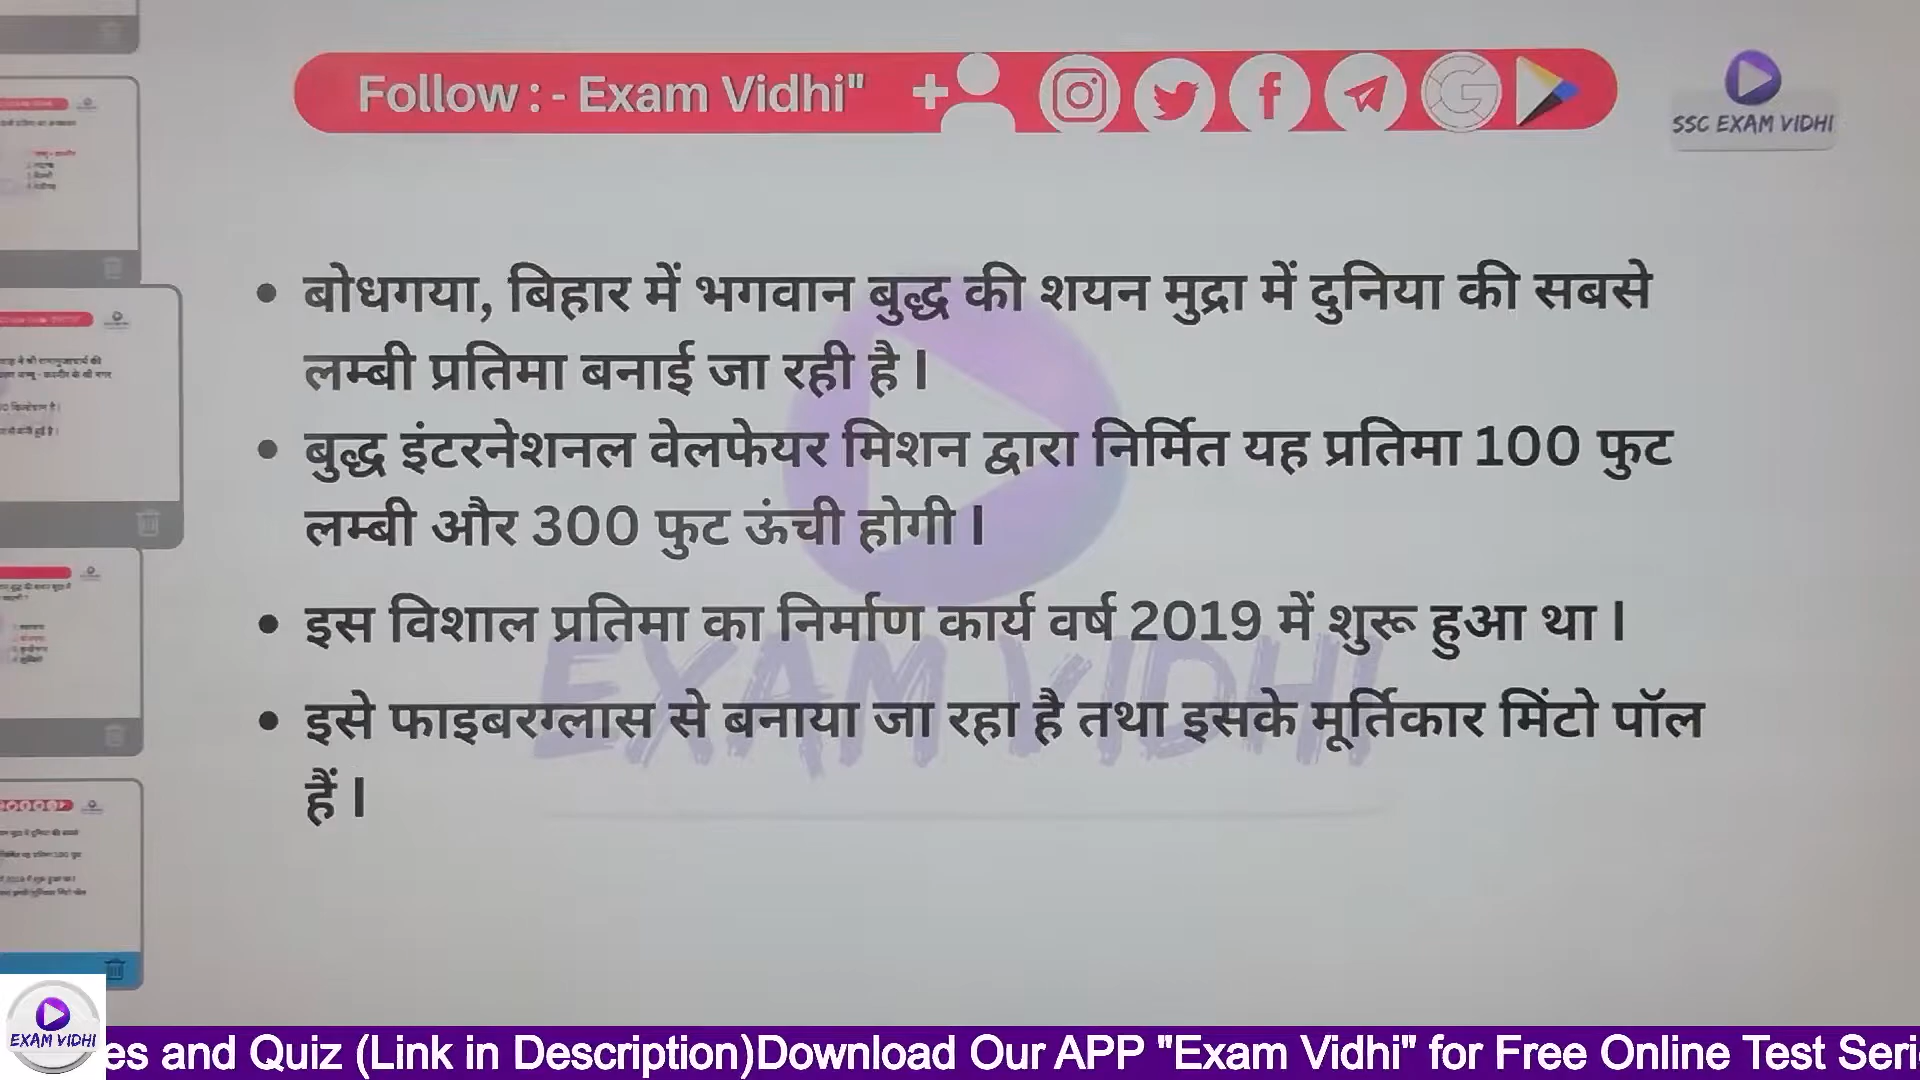 Follow : - Exam Vidhi"
SSC EXAM VIDHI
• बोधगया, बिहार में भगवान बुद्ध की शयन मुद्रा में दुनिया की सबसे
लम्बी प्रतिमा बनाई जा रही है।
• बुद्ध इंटरनेशनल वेलफेयर मिशन द्वारा निर्मित यह प्रतिमा 100 फुट
लम्बी और 300 फुट ऊंची होगी।
• इस विशाल प्रतिमा का निर्माण कार्य वर्ष 2019 में शुरू हुआ था।
• इसे फाइबरग्लास से बनाया जा रहा है तथा इसके मूर्तिकार मिंटो पॉल
हैं।
EXAM VIDHI
EXAM VIDHI
es and Quiz (Link in Description)Download Our APP "Exam Vidhi" for Free Online Test Seri